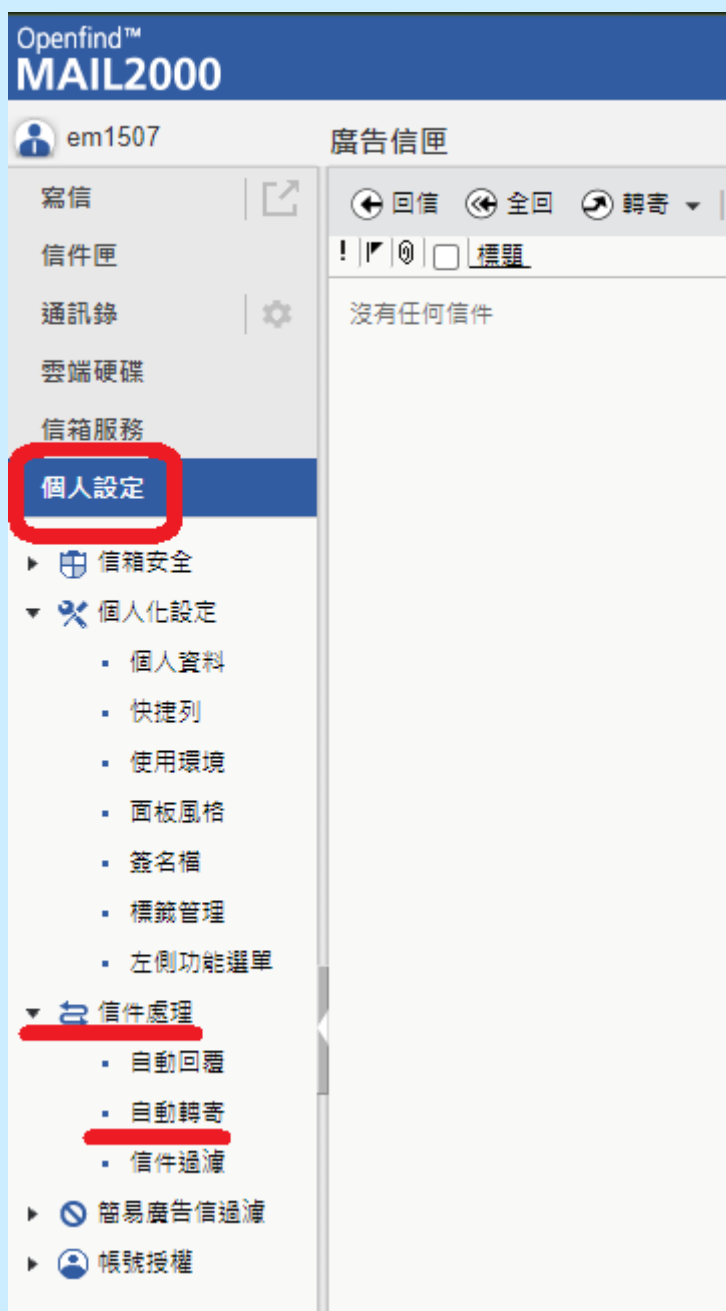 Openfind™
MAIL2000
em1507
廣告信匣
寫信
回信 全回 轉寄
信件匣
! 標題
通訊錄
沒有任何信件
雲端硬碟
信箱服務
個人設定
信箱安全
個人化設定
個人資料
快捷列
使用環境
面板風格
簽名檔
標籤管理
左側功能選單
信件處理
自動回覆
自動轉寄
信件過濾
簡易廣告信過濾
帳號授權